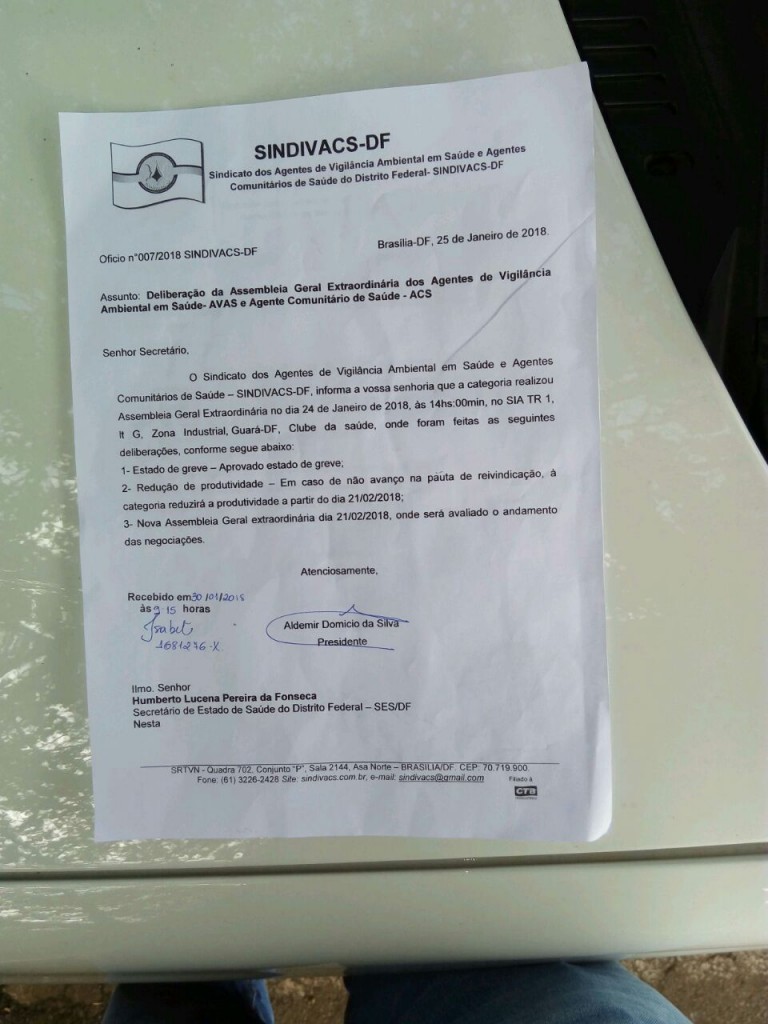 SINDIVACS-DF
Sindicato dos Agentes de Vigilância Ambiental em Saúde e Agentes
Comunitários de Saúde do Distrito Federal- SINDIVACS-DF
Oficio n°007/2018 SINDIVACS-DF
Brasília-DF, 25 de Janeiro de 2018.
Assunto: Deliberação da Assembleia Geral Extraordinária dos Agentes de Vigilância
Ambiental em Saúde- AVAS e Agente Comunitário de Saúde - ACS
Senhor Secretário,
O Sindicato dos Agentes de Vigilância Ambiental em Saúde e Agentes
Comunitários de Saúde – SINDIVACS-DF, informa a vossa senhoria que a categoria realizou
Assembleia Geral Extraordinária no dia 24 de Janeiro de 2018, às 14hs:00min, no SIA TR 1,
lt G, Zona Industrial, Guará-DF, Clube da saúde, onde foram feitas as seguintes
deliberações, conforme segue abaixo:
1- Estado de greve – Aprovado estado de greve;
2- Redução de produtividade – Em caso de não avanço na pauta de reivindicação, à
categoria reduzirá a produtividade a partir do dia 21/02/2018;
3- Nova Assembleia Geral extraordinária dia 21/02/2018, onde será avaliado o andamento
das negociações.
Atenciosamente,
Recebido em 30/01/2018
às 9:15 horas
Isabel
1681276-X
Aldemir Domicio da Silva
Presidente
Ilmo. Senhor
Humberto Lucena Pereira da Fonseca
Secretário de Estado de Saúde do Distrito Federal – SES/DF
Nesta
SRTVN - Quadra 702, Conjunto "P", Sala 2144, Asa Norte – BRASILIA/DF. CEP: 70.719.900.
Fone: (61) 3226-2428 Site: sindivacs.com.br, e-mail: sindivacs@gmail.com
Filiado à
CTB